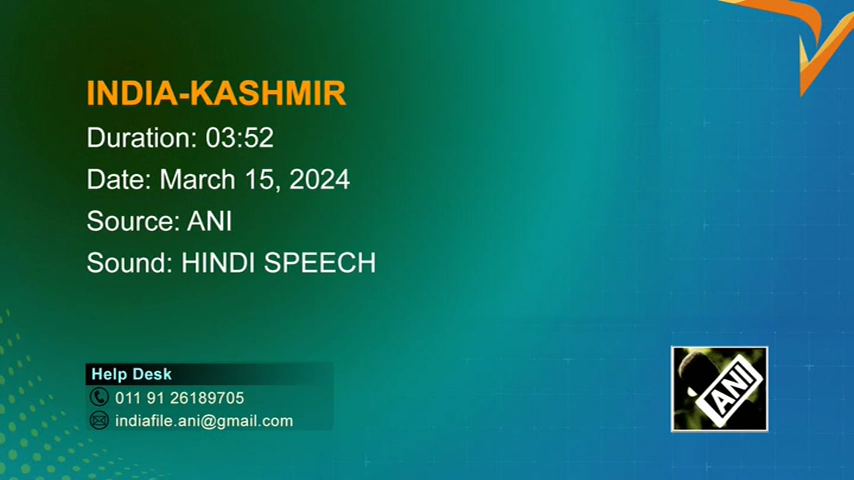 INDIA-KASHMIR
Duration: 03:52
Date: March 15, 2024
Source: ANI
Sound: HINDI SPEECH
Help Desk
011 91 26189705
indiafile.ani@gmail.com
ANI